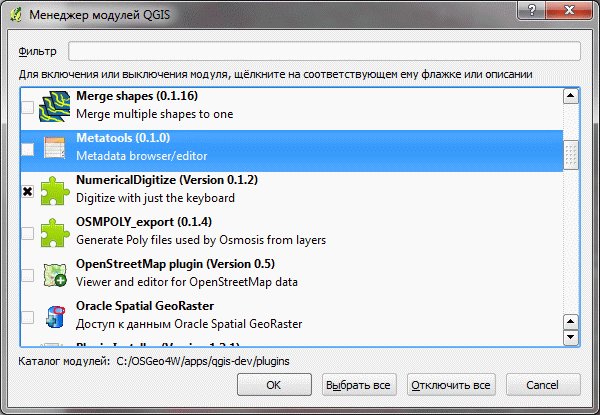 Менеджер модулей QGIS
Фильтр
Для включения или выключения модуля, щёлкните на соответствующем ему флажке или описании
Merge shapes (0.1.16)
Merge multiple shapes to one
Metatools (0.1.0)
Metadata browser/editor
NumericalDigitize (Version 0.1.2)
Digitize with just the keyboard
OSMPOLY_export (0.1.4)
Generate Poly files used by Osmosis from layers
OpenStreetMap plugin (Version 0.5)
Viewer and editor for OpenStreetMap data
Oracle Spatial GeoRaster
Доступ к данным Oracle Spatial GeoRaster
Каталог модулей: C:/OSGeo4W/apps/qgis-dev/plugins
OK
Выбрать все
Отключить все
Cancel